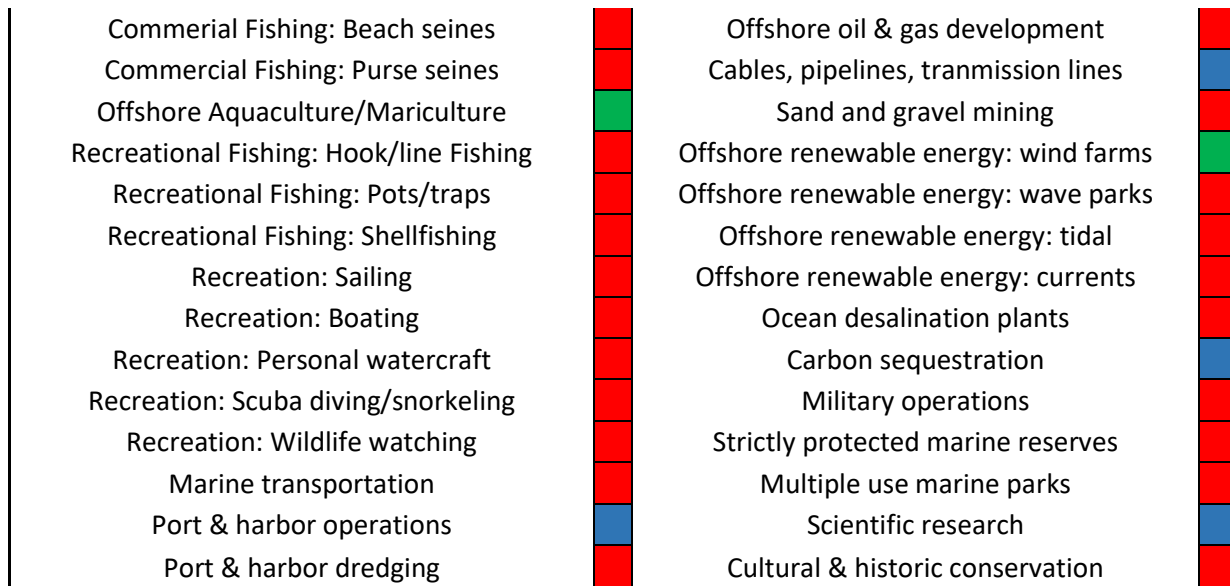 Commerial Fishing: Beach seines
Commercial Fishing: Purse seines
Offshore Aquaculture/Mariculture
Recreational Fishing: Hook/line Fishing
Recreational Fishing: Pots/traps
Recreational Fishing: Shellfishing
Recreation: Sailing
Recreation: Boating
Recreation: Personal watercraft
Recreation: Scuba diving/snorkeling
Recreation: Wildlife watching
Marine transportation
Port & harbor operations
Port & harbor dredging
Offshore oil & gas development
Cables, pipelines, tranmission lines
Sand and gravel mining
Offshore renewable energy: wind farms
Offshore renewable energy: wave parks
Offshore renewable energy: tidal
Offshore renewable energy: currents
Ocean desalination plants
Carbon sequestration
Military operations
Strictly protected marine reserves
Multiple use marine parks
Scientific research
Cultural & historic conservation